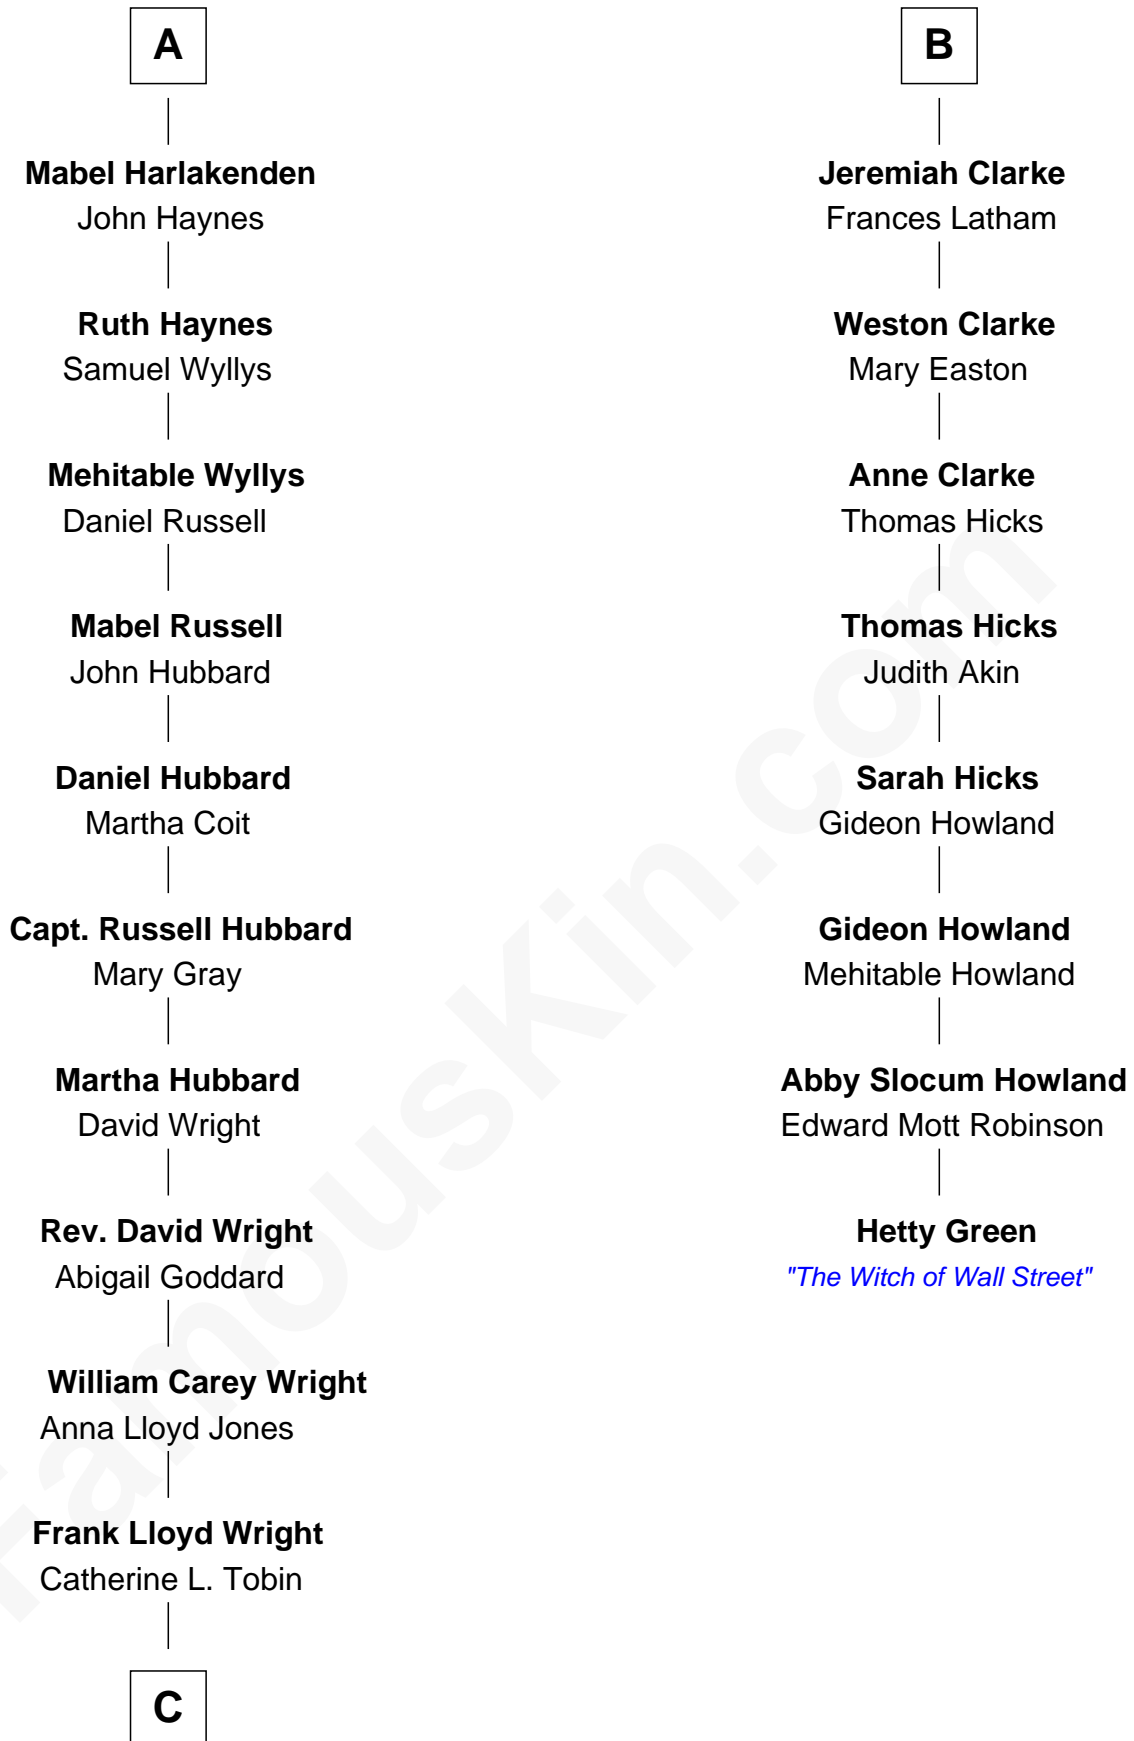 A
Mabel Harlakenden
John Haynes
Ruth Haynes
Samuel Wyllys
Mehitable Wyllys
Daniel Russell
Mabel Russell
John Hubbard
Daniel Hubbard
Martha Coit
Capt. Russell Hubbard
Mary Gray
Martha Hubbard
David Wright
Rev. David Wright
Abigail Goddard
William Carey Wright
Anna Lloyd Jones
Frank Lloyd Wright
Catherine L. Tobin
C
B
Jeremiah Clarke
Frances Latham
Weston Clarke
Mary Easton
Anne Clarke
Thomas Hicks
Thomas Hicks
Judith Akin
Sarah Hicks
Gideon Howland
Gideon Howland
Mehitable Howland
Abby Slocum Howland
Edward Mott Robinson
Hetty Green
"The Witch of Wall Street"
FamousKin.com